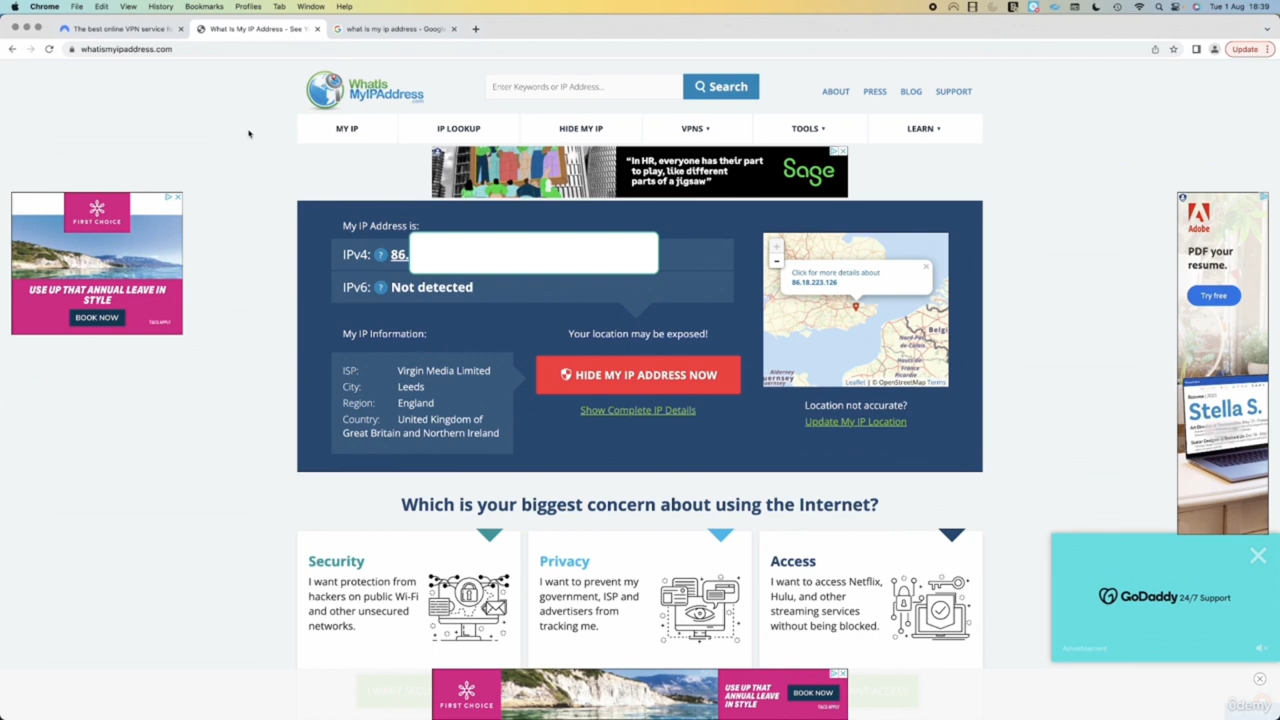 Chrome File Edit View History Bookmarks Profiles Tab Window Help Tue 1 Aug 18:39
The best online VPN service f What Is My IP Address - See Y what is my ip address - Googl
whatismyipaddress.com Update
WhatIs
MyIPAddress
.com
Enter Keywords or IP Address... Search
ABOUT PRESS BLOG SUPPORT
MY IP IP LOOKUP HIDE MY IP VPNS TOOLS LEARN
"In HR, everyone has their part
to play, like different
parts of a jigsaw"
Sage
FIRST CHOICE
USE UP THAT ANNUAL LEAVE IN
STYLE
BOOK NOW
T&CS APPLY
My IP Address is:
IPv4: ? 86.
IPv6: ? Not detected
My IP Information:
ISP: Virgin Media Limited
City: Leeds
Region: England
Country: United Kingdom of
Great Britain and Northern Ireland
Your location may be exposed!
HIDE MY IP ADDRESS NOW
Show Complete IP Details
+
-
Click for more details about
86.18.223.126
Belgi
Leaflet | © OpenStreetMap Terms
Location not accurate?
Update My IP Location
Adobe
PDF your
resume.
Try free
Stella S.
Which is your biggest concern about using the Internet?
Security
I want protection from
hackers on public Wi-Fi
and other unsecured
networks.
Privacy
I want to prevent my
government, ISP and
advertisers from
tracking me.
Access
I want to access Netflix,
Hulu, and other
streaming services
without being blocked.
GoDaddy 24/7 Support
Advertisement
FIRST CHOICE
USE UP THAT
ANNUAL LEAVE
IN STYLE
BOOK NOW
T&CS APPLY
ûdemy